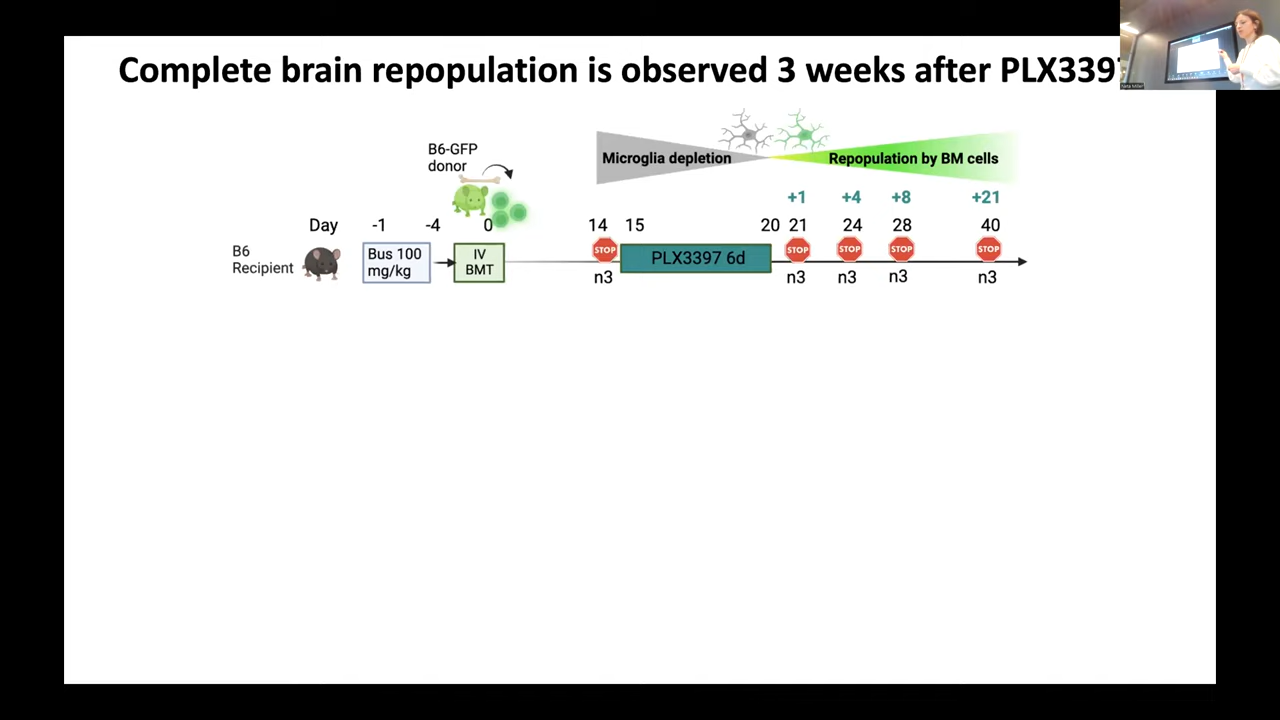 Complete brain repopulation is observed 3 weeks after PLX339
B6-GFP
donor
Microglia depletion
Repopulation by BM cells
+1 +4 +8 +21
Day -1 -4 0 14 15 20 21 24 28 40
B6
Recipient
Bus 100
mg/kg
IV
BMT
STOP
PLX3397 6d
STOP STOP STOP STOP
n3 n3 n3 n3 n3